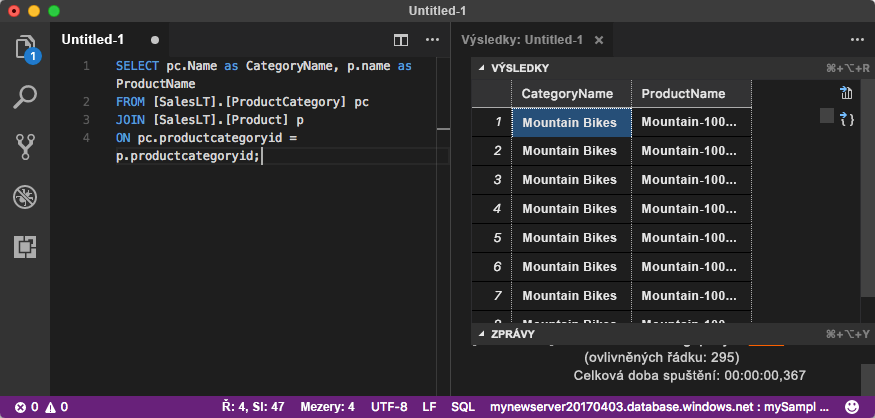 Untitled-1
1
Untitled-1
Výsledky: Untitled-1
1 SELECT pc.Name as CategoryName, p.name as
ProductName
2 FROM [SalesLT].[ProductCategory] pc
3 JOIN [SalesLT].[Product] p
4 ON pc.productcategoryid =
p.productcategoryid;
VÝSLEDKY ⌘+⌥+R
CategoryName ProductName
1 Mountain Bikes Mountain-100...
2 Mountain Bikes Mountain-100...
3 Mountain Bikes Mountain-100...
4 Mountain Bikes Mountain-100...
5 Mountain Bikes Mountain-100...
6 Mountain Bikes Mountain-100...
7 Mountain Bikes Mountain-100...
ZPRÁVY ⌘+⌥+Y
(ovlivněných řádku: 295)
Celková doba spuštění: 00:00:00,367
0 0 Ř: 4, Sl: 47 Mezery: 4 UTF-8 LF SQL mynewserver20170403.database.windows.net : mySampl ...